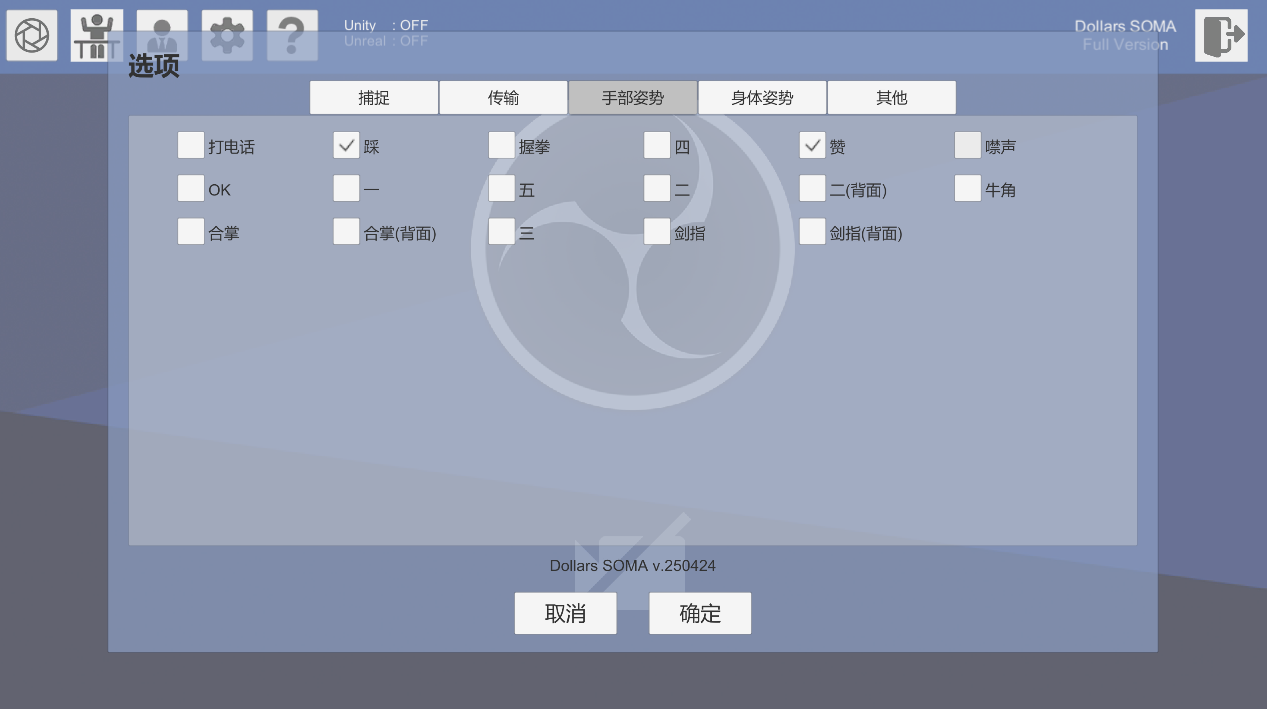 Unity : OFF
Unreal : OFF
Dollars SOMA
Full Version
选项
捕捉 传输 手部姿势 身体姿势 其他
打电话 踩 握拳 四 赞 噤声
OK 一 五 二 二(背面) 牛角
合掌 合掌(背面) 三 剑指 剑指(背面)
Dollars SOMA v.250424
取消 确定